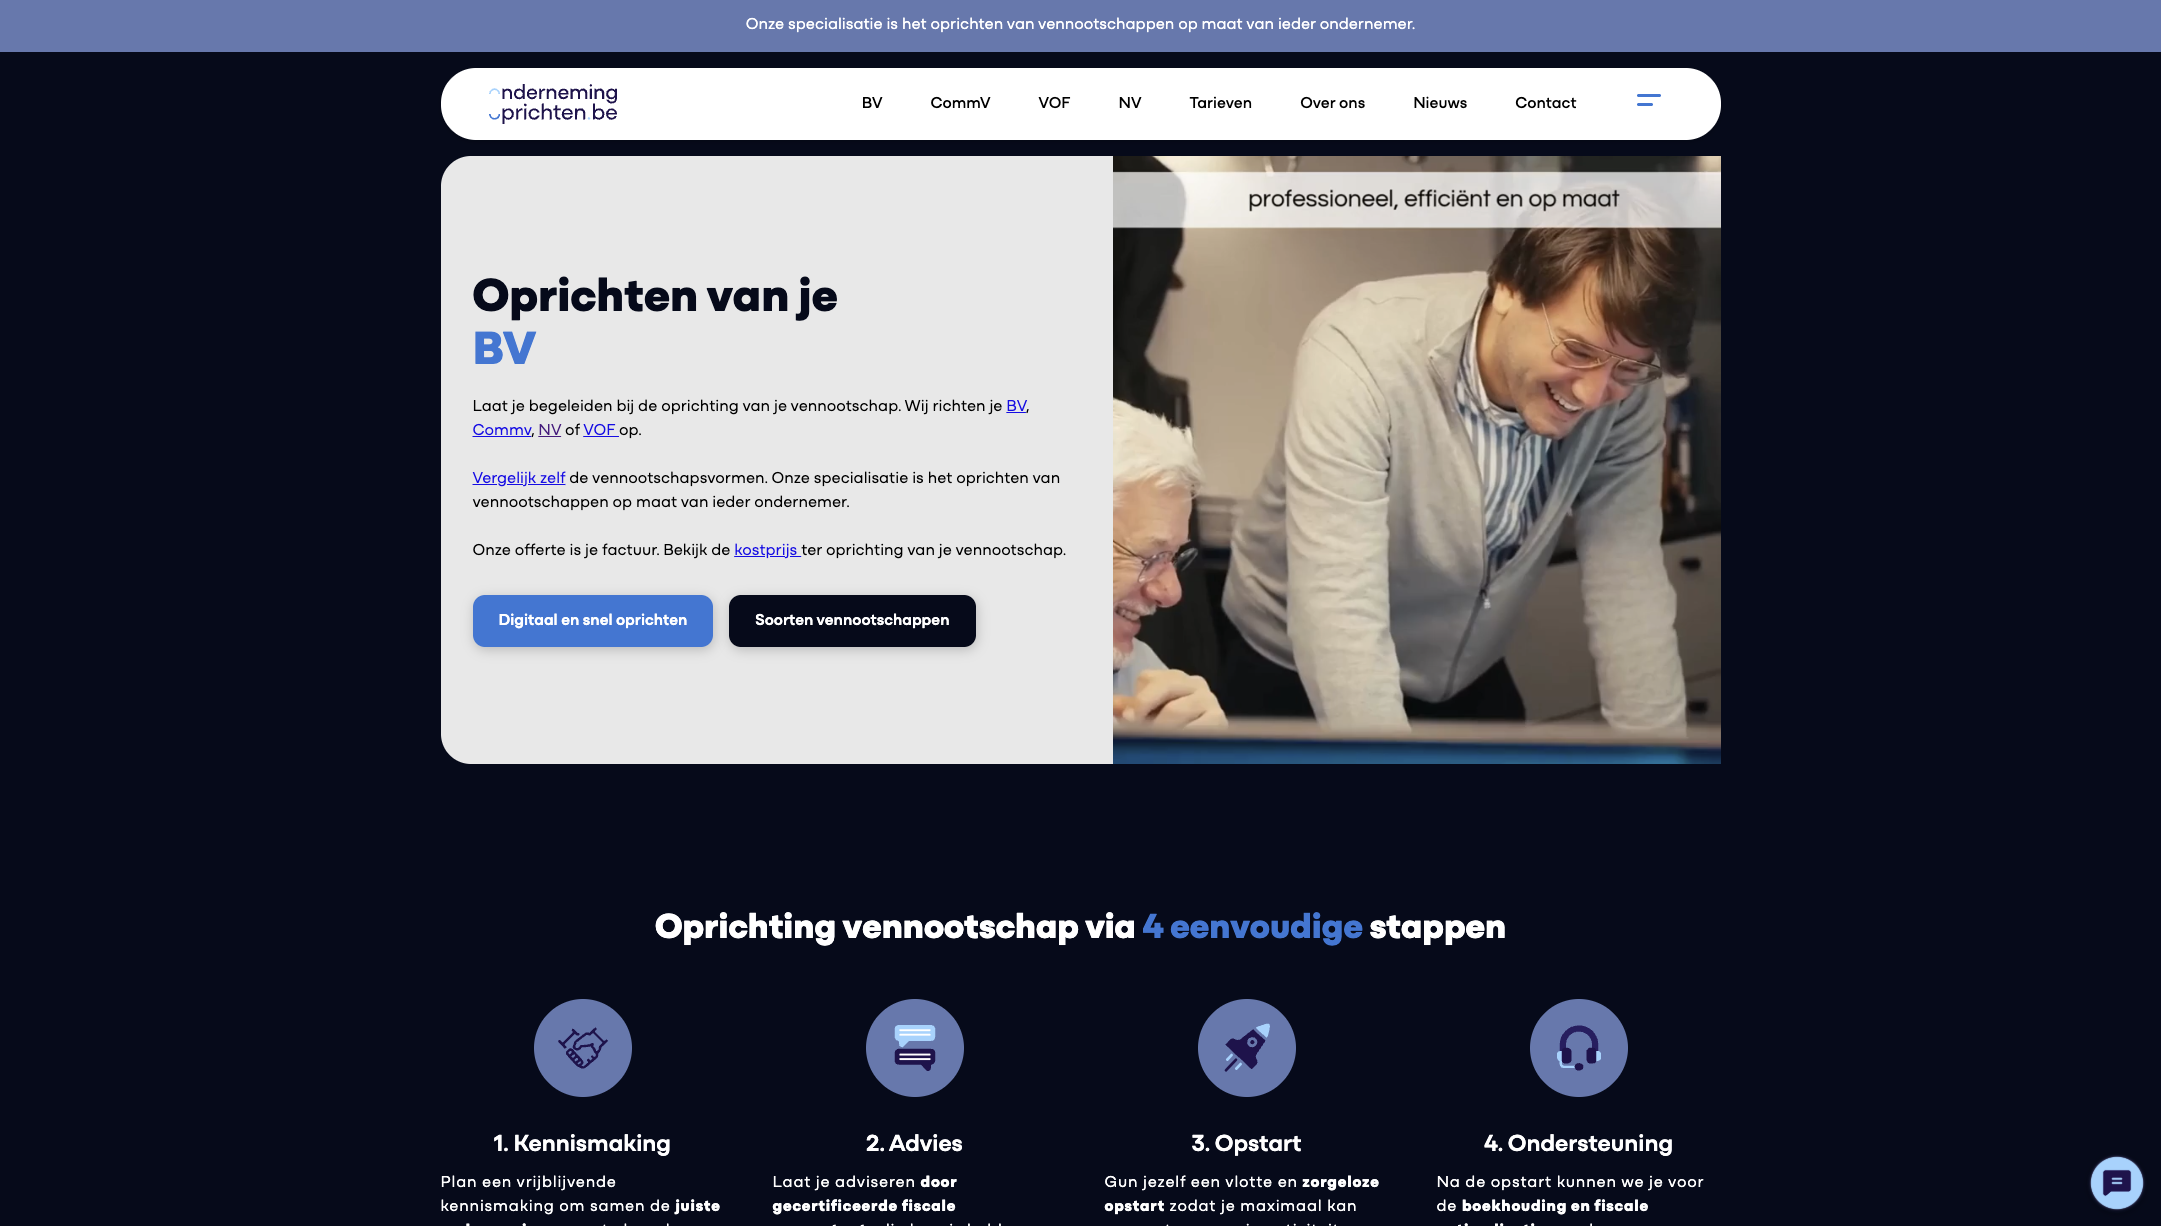 Onze specialisatie is het oprichten van vennootschappen op maat van ieder ondernemer.
onderneming
oprichten.be
BV CommV VOF NV Tarieven Over ons Nieuws Contact
professioneel, efficiënt en op maat
Oprichten van je
BV
Laat je begeleiden bij de oprichting van je vennootschap. Wij richten je BV,
Commv, NV of VOF op.
Vergelijk zelf de vennootschapsvormen. Onze specialisatie is het oprichten van
vennootschappen op maat van ieder ondernemer.
Onze offerte is je factuur. Bekijk de kostprijs ter oprichting van je vennootschap.
Digitaal en snel oprichten
Soorten vennootschappen
Oprichting vennootschap via 4 eenvoudige stappen
1. Kennismaking
Plan een vrijblijvende
kennismaking om samen de juiste
2. Advies
Laat je adviseren door
gecertificeerde fiscale
3. Opstart
Gun jezelf een vlotte en zorgeloze
opstart zodat je maximaal kan
4. Ondersteuning
Na de opstart kunnen we je voor
de boekhouding en fiscale